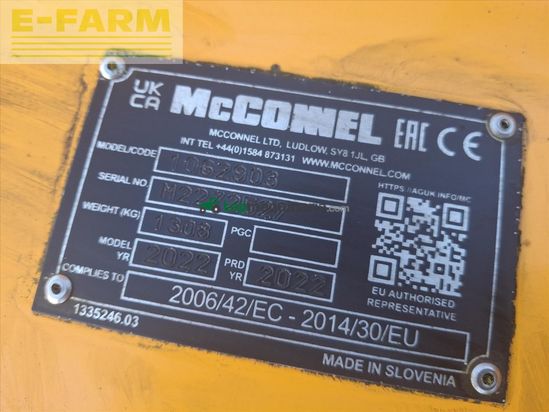 E-FARM
UK
CA
McCONNEL
EAC CE
MCCONNEL LTD, LUDLOW, SY8 1JL, GB
INT TEL +44(0)1584 873131 WWW.MCCONNEL.COM
HTTPS://AGUK.INFO/MC
MODEL/CODE 1062903
SERIAL NO
WEIGHT (KG) 1308 PGC
MODEL YR 2022 PRD YR 2022
EU AUTHORISED
REPRESENTATIVE
COMPLIES TO 2006/42/EC - 2014/30/EU
1335246.03
MADE IN SLOVENIA